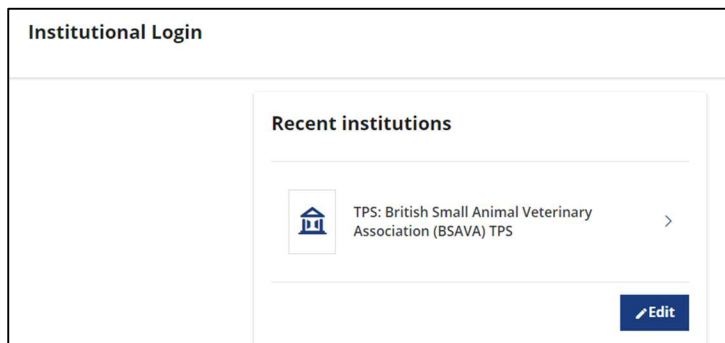 Institutional Login
Recent institutions
TPS: British Small Animal Veterinary
Association (BSAVA) TPS
Edit